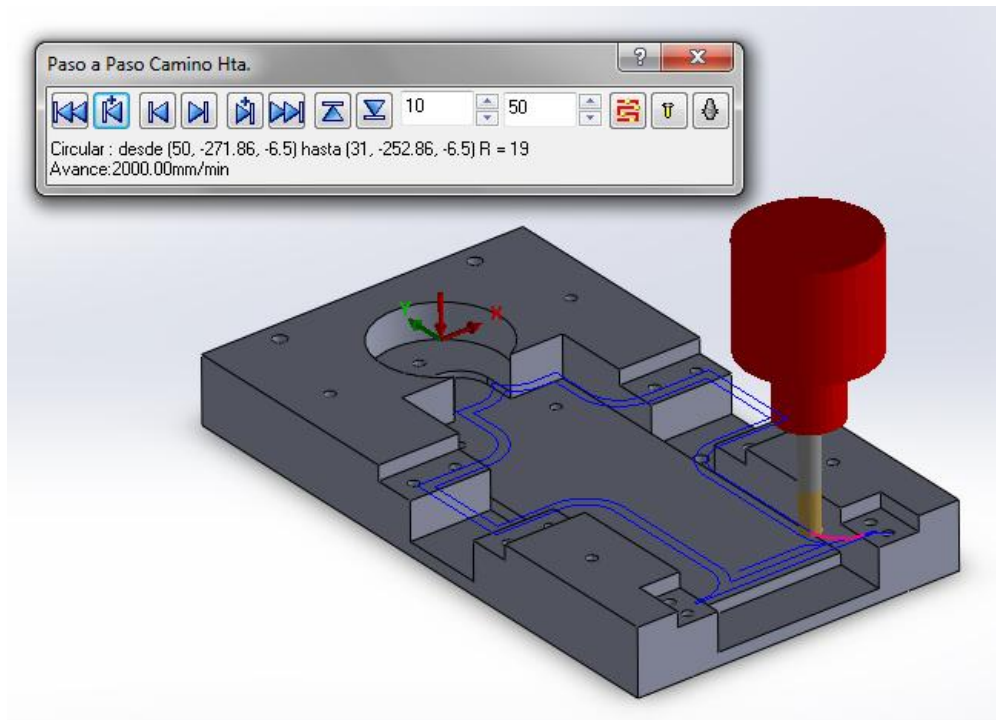 Paso a Paso Camino Hta.
?
X
10
50
Circular : desde (50, -271.86, -6.5) hasta (31, -252.86, -6.5) R = 19
Avance:2000.00mm/min
Y
X